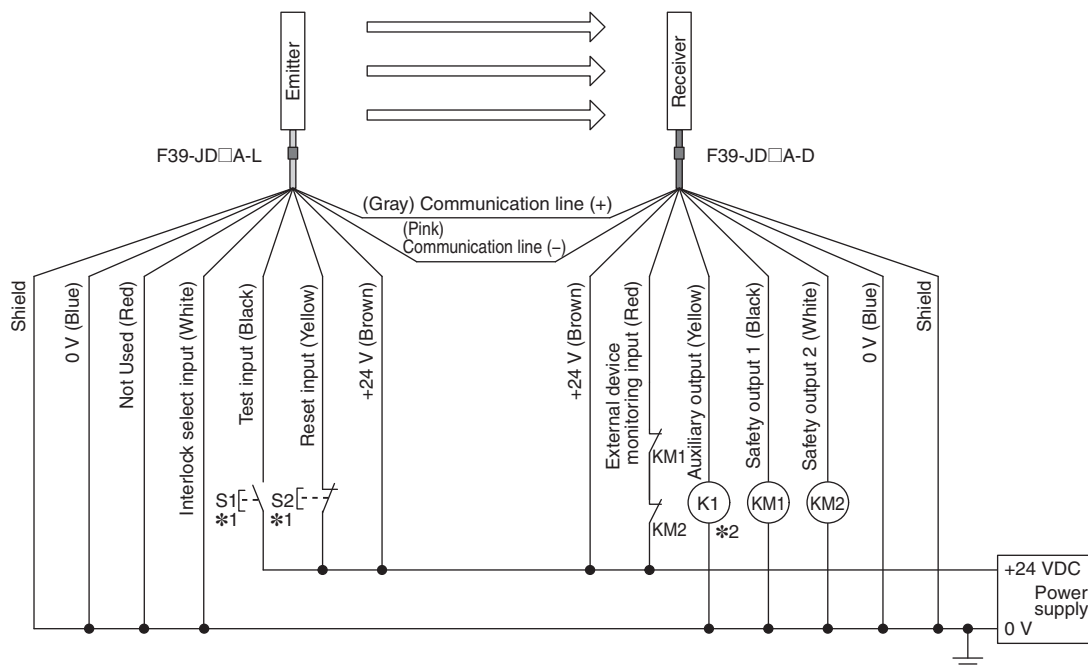 Emitter
Receiver
F39-JD□A-L
F39-JD□A-D
(Gray) Communication line (+)
(Pink)
Communication line (–)
Shield
0 V (Blue)
Not Used (Red)
Interlock select input (White)
Test input (Black)
Reset input (Yellow)
+24 V (Brown)
+24 V (Brown)
External device
monitoring input (Red)
Auxiliary output (Yellow)
Safety output 1 (Black)
Safety output 2 (White)
0 V (Blue)
Shield
S1
*1
S2
*1
KM1
KM2
K1
*2
KM1
KM2
+24 VDC
Power
supply
0 V